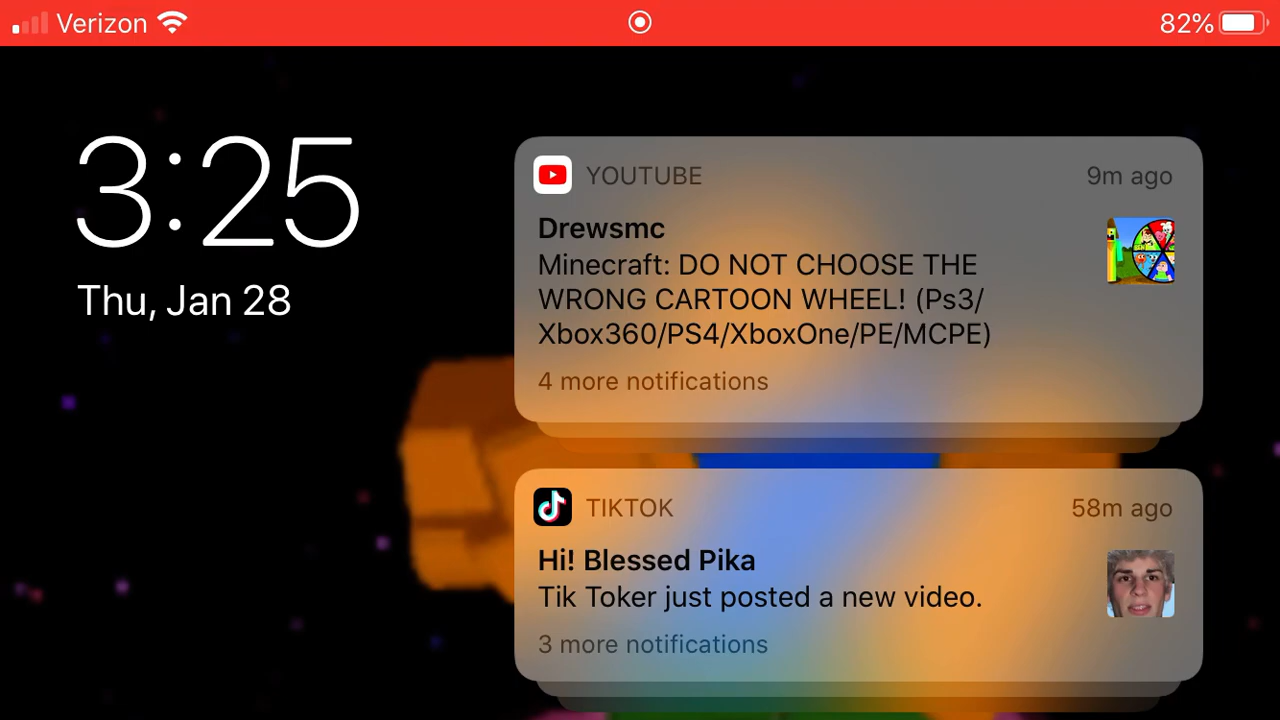 Verizon
82%
3:25
Thu, Jan 28
YOUTUBE
9m ago
Drewsmc
Minecraft: DO NOT CHOOSE THE
WRONG CARTOON WHEEL! (Ps3/
Xbox360/PS4/XboxOne/PE/MCPE)
4 more notifications
TIKTOK
58m ago
Hi! Blessed Pika
Tik Toker just posted a new video.
3 more notifications